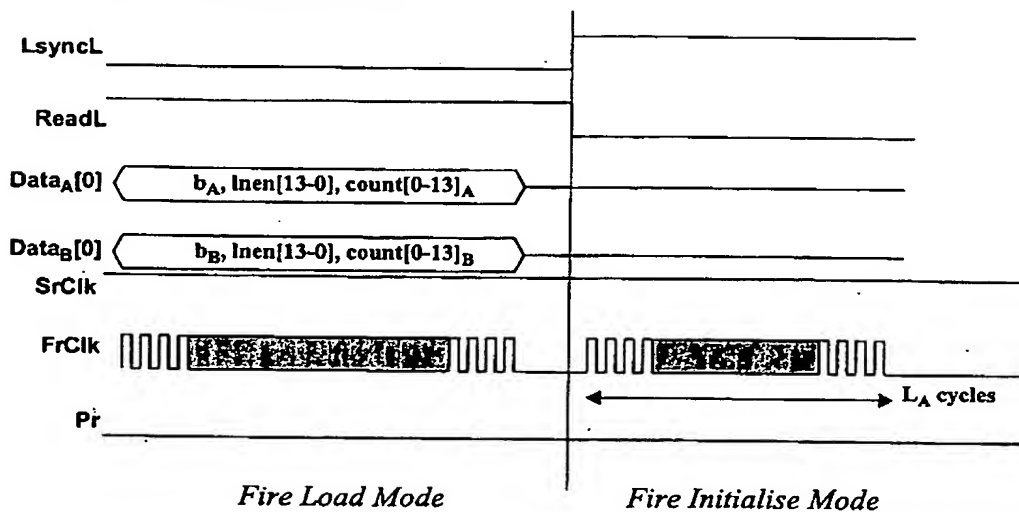 LsyncL
ReadL
DataA[0] bA, lnen[13-0], count[0-13]A
DataB[0] bB, lnen[13-0], count[0-13]B
SrClk
FrClk
LA cycles
Pr
Fire Load Mode Fire Initialise Mode